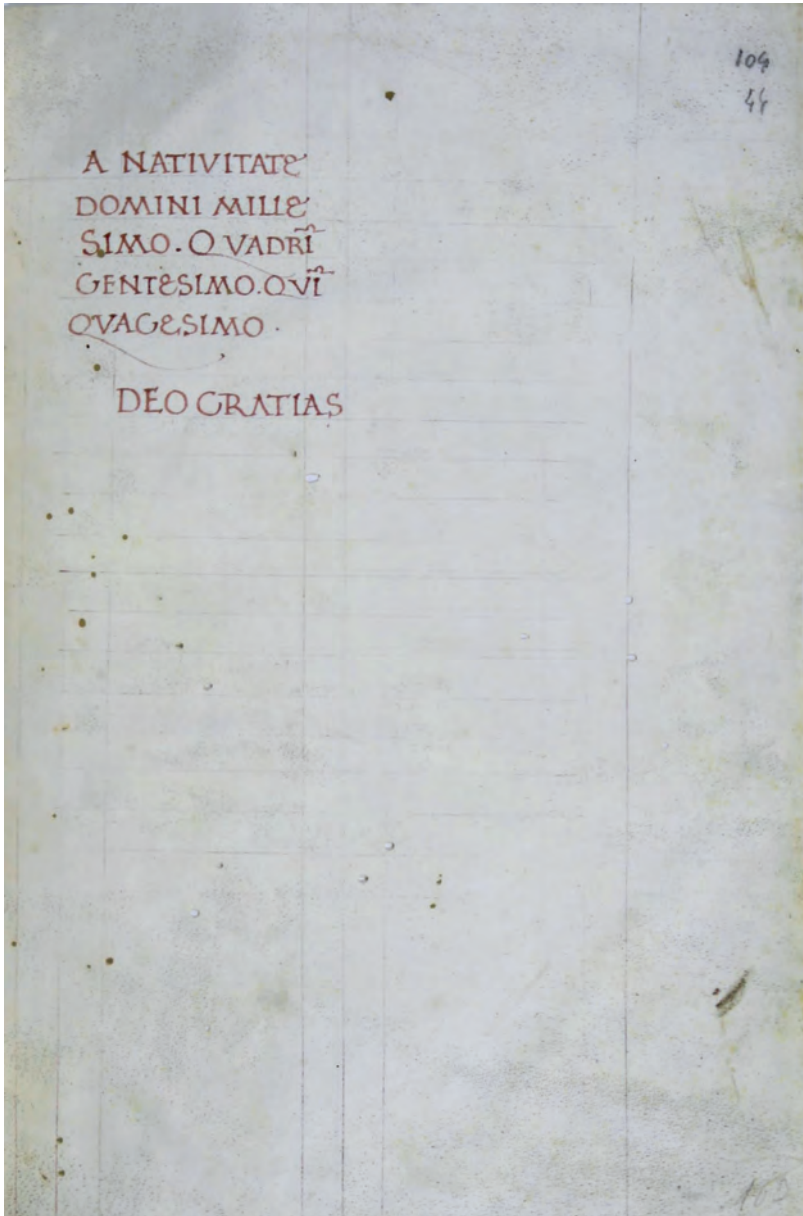 104
44
A NATIVITATE
DOMINI MILLE
SIMO. QVADRI͂
GENTESIMO. QVI͂
QVAGESIMO.
DEO GRATIAS